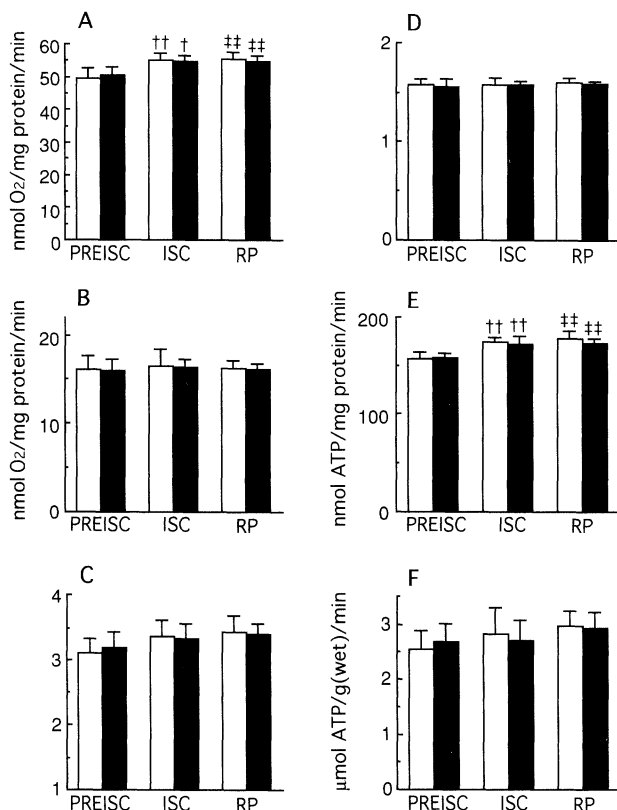 A
nmol O2/mg protein/min
60
50
40
30
20
10
0
†† † ‡‡ ‡‡
PREISC ISC RP
B
nmol O2/mg protein/min
20
10
0
PREISC ISC RP
C
4
3
2
1
PREISC ISC RP
D
2
1
0
PREISC ISC RP
E
nmol ATP/mg protein/min
200
100
0
†† †† ‡‡ ‡‡
PREISC ISC RP
F
μmol ATP/g(wet)/min
3
2
1
0
PREISC ISC RP